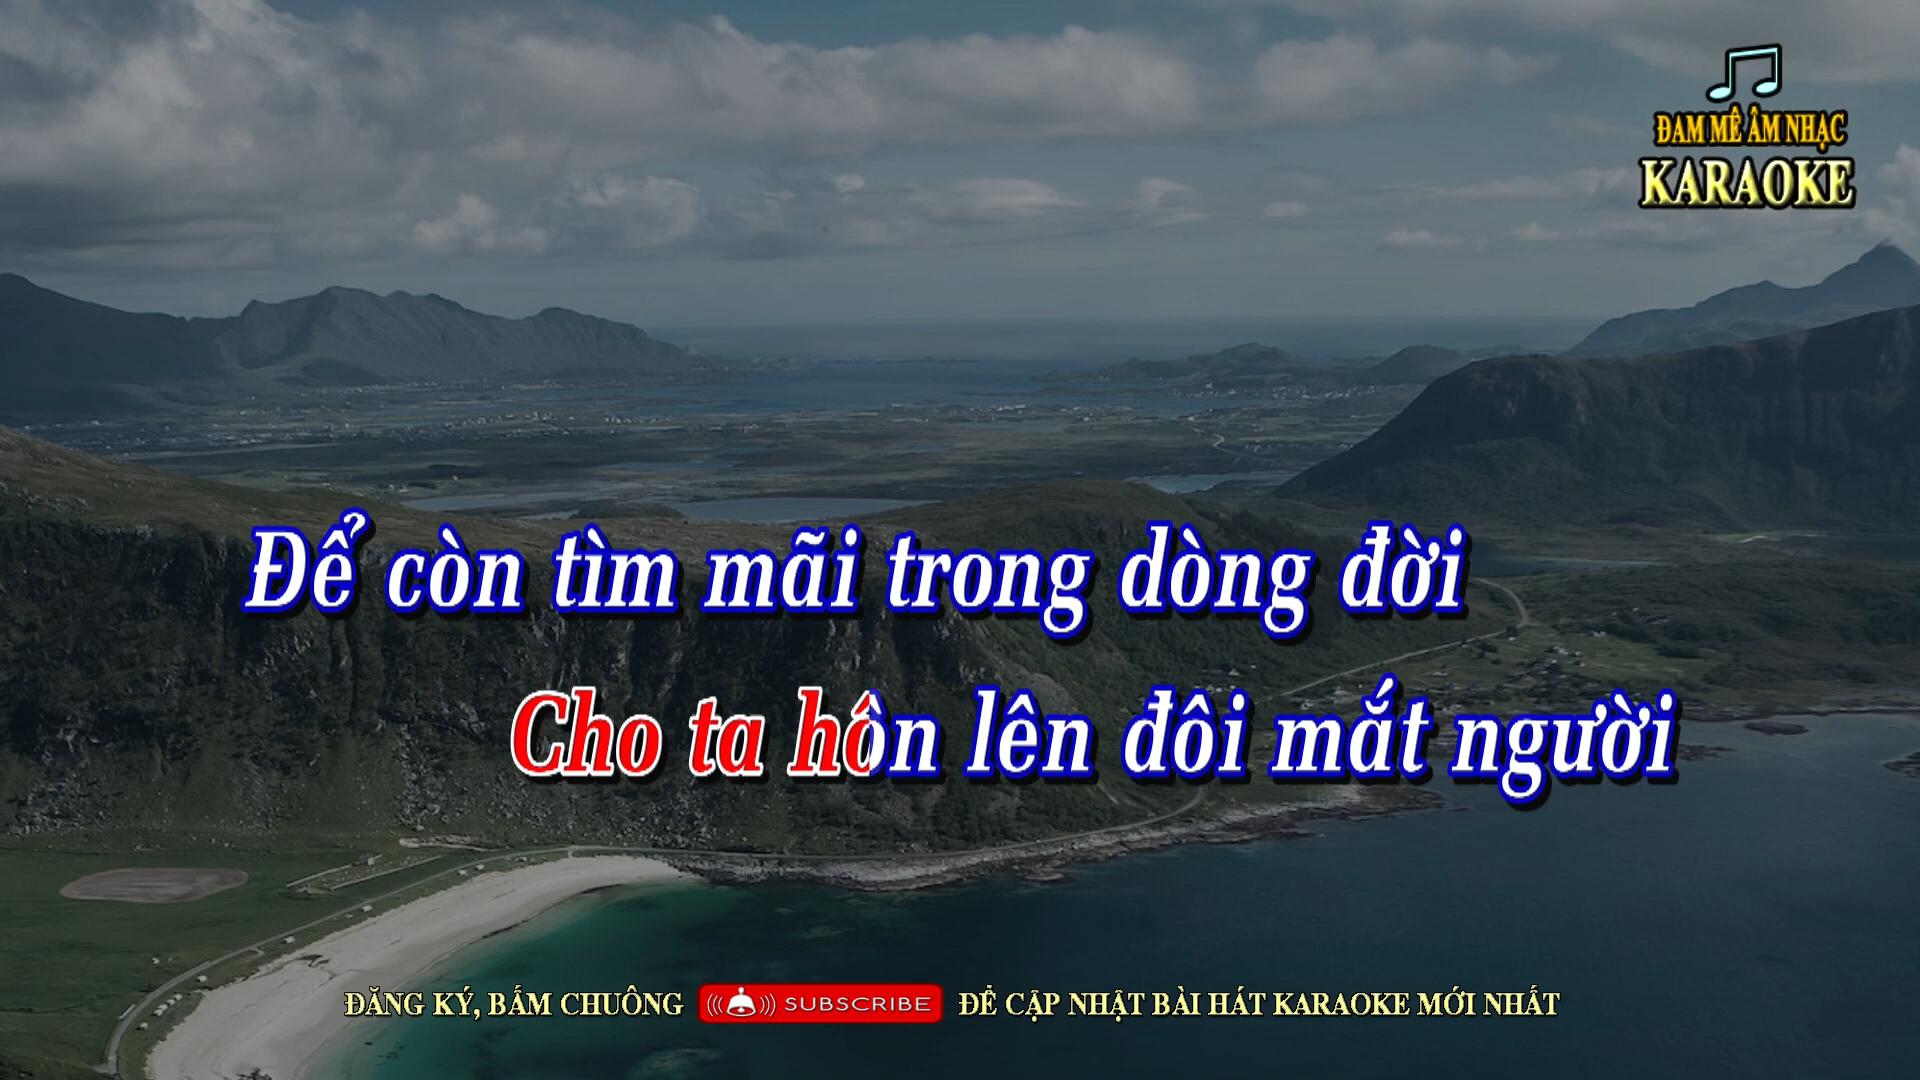 ĐAM MÊ ÂM NHẠC
KARAOKE
Để còn tìm mãi trong dòng đời
Cho ta hồn lên đôi mắt người
ĐĂNG KÝ, BẤM CHUÔNG SUBSCRIBE ĐỂ CẬP NHẬT BÀI HÁT KARAOKE MỚI NHẤT